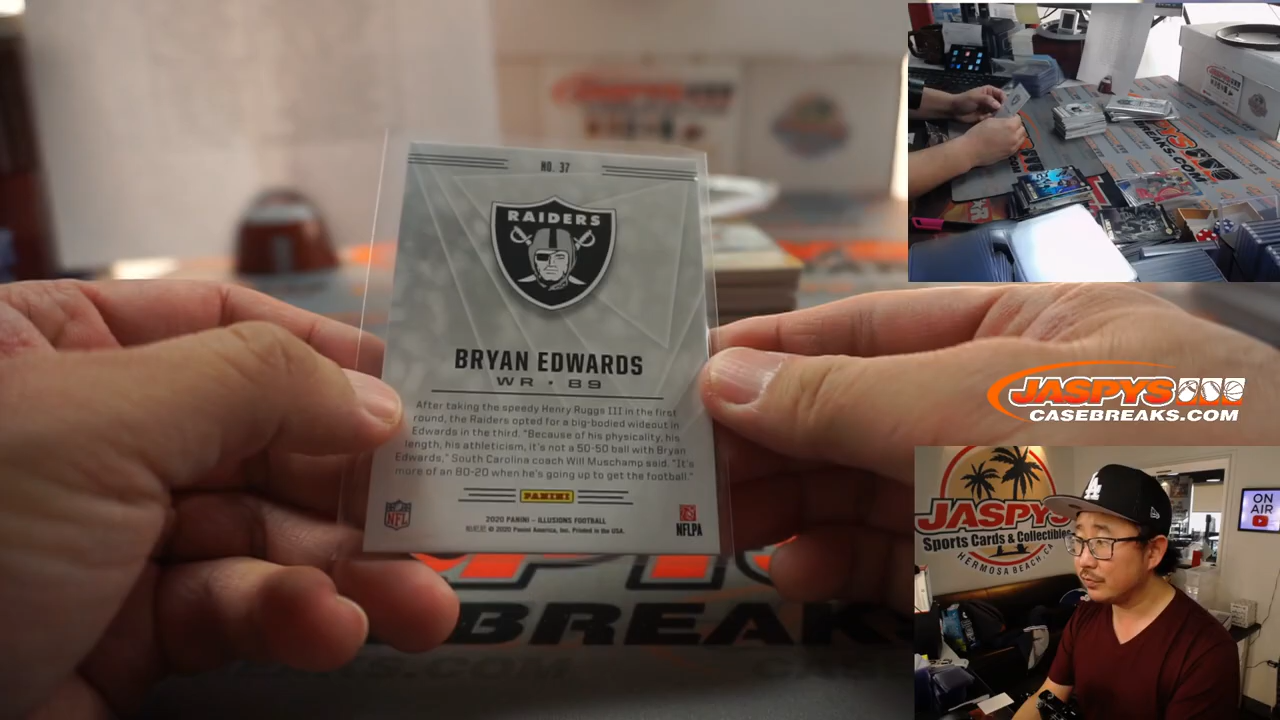 NO. 37
RAIDERS
BRYAN EDWARDS
WR • 89
After taking the speedy Henry Ruggs III in the first
round, the Raiders opted for a big-bodied wideout in
Edwards in the third. "Because of his physicality, his
length, his athleticism, it's not a 50-50 ball with Bryan
Edwards," South Carolina coach Will Muschamp said. "It's
more of an 80-20 when he's going up to get the football."
PANINI
NFL
NFLPA
2020 PANINI - ILLUSIONS FOOTBALL
© 2020 Panini America, Inc. Printed in the USA.
BREAK
JASPYS
JASPYS
CASEBREAKS.COM
JASPYS
Sports Cards & Collectibles
HERMOSA BEACH, CA
LA
ON
AIR